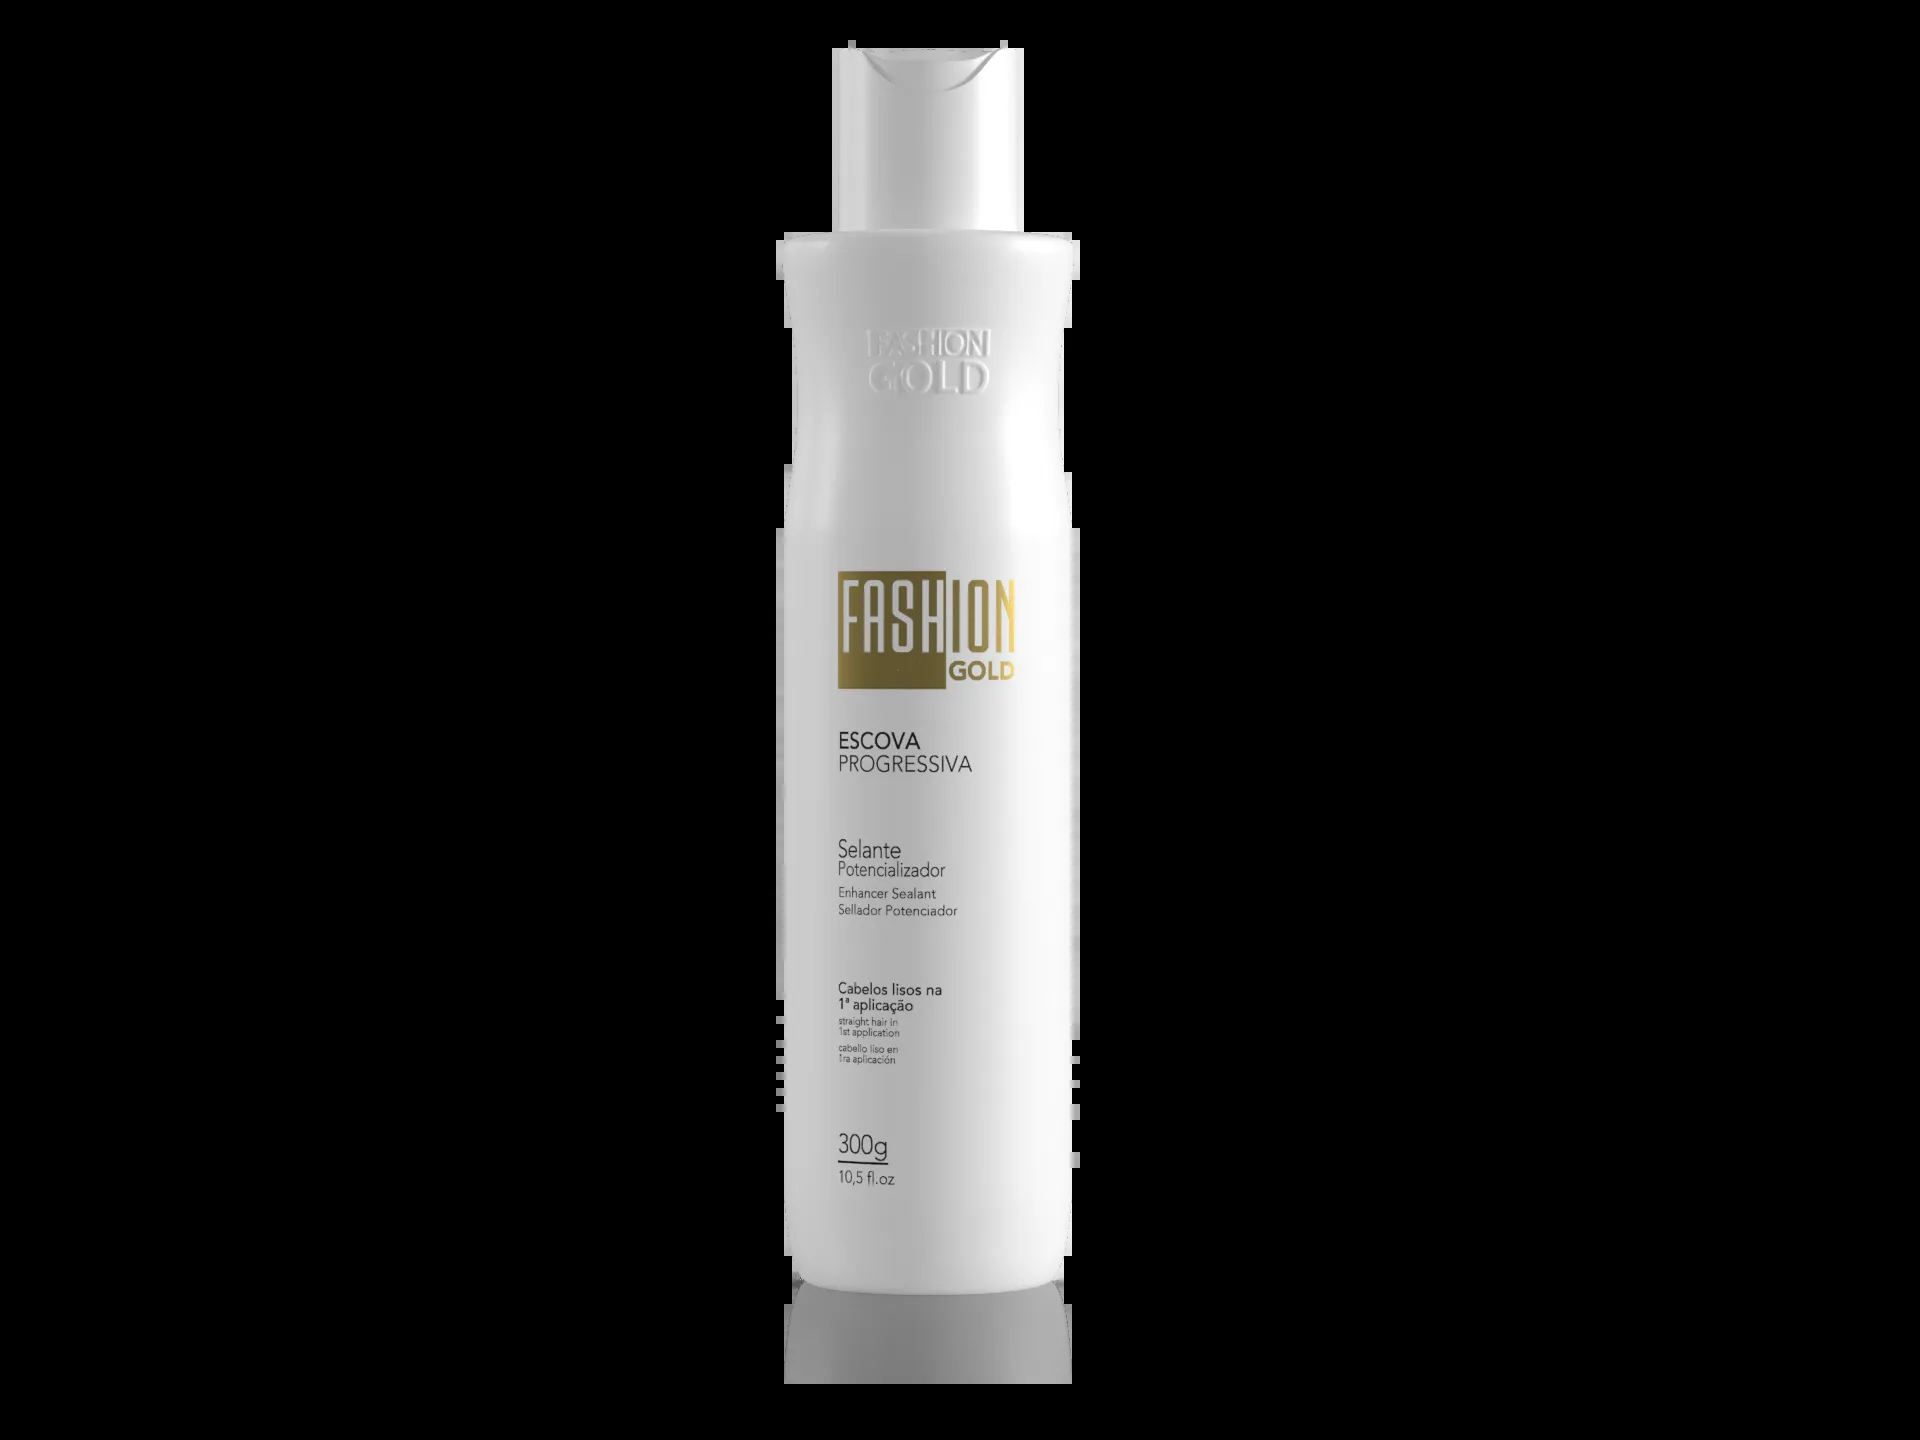 FASHION
GOLD
FASHION
GOLD
ESCOVA
PROGRESSIVA
Selante
Potencializador
Enhancer Sealant
Sellador Potenciador
Cabelos lisos na
1ª aplicação
straight hair in
1st application
cabello liso en
1ra aplicación
300g
10,5 fl.oz